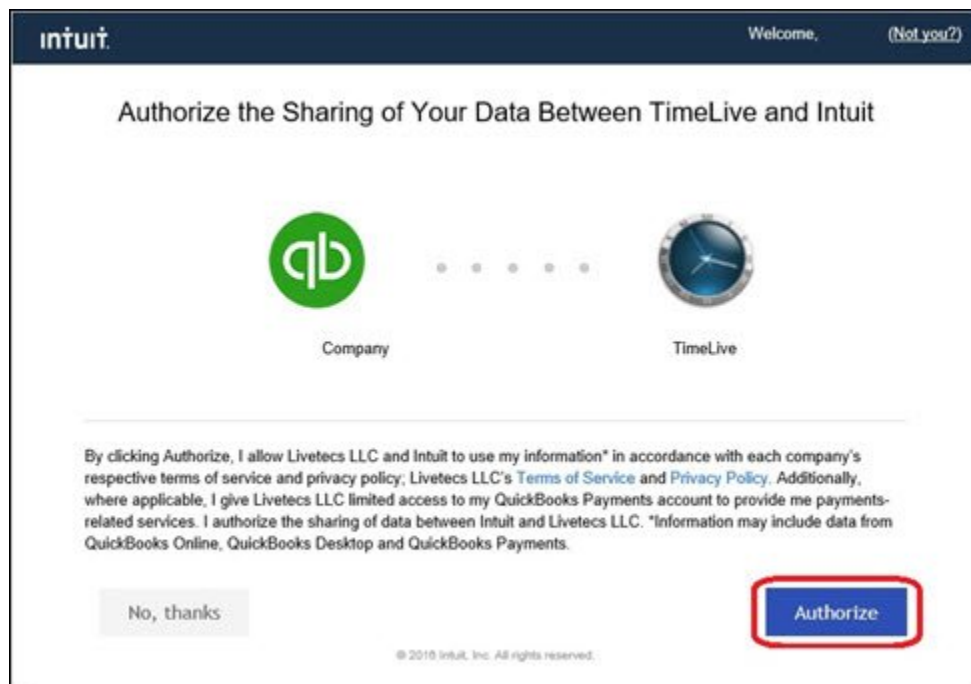 intuit.
Welcome, (Not you?)
Authorize the Sharing of Your Data Between TimeLive and Intuit
qb
Company
TimeLive
By clicking Authorize, I allow Livetecs LLC and Intuit to use my information* in accordance with each company's
respective terms of service and privacy policy; Livetecs LLC's Terms of Service and Privacy Policy. Additionally,
where applicable, I give Livetecs LLC limited access to my QuickBooks Payments account to provide me payments-
related services. I authorize the sharing of data between Intuit and Livetecs LLC. *Information may include data from
QuickBooks Online, QuickBooks Desktop and QuickBooks Payments.
No, thanks
Authorize
© 2016 Intuit, Inc. All rights reserved.